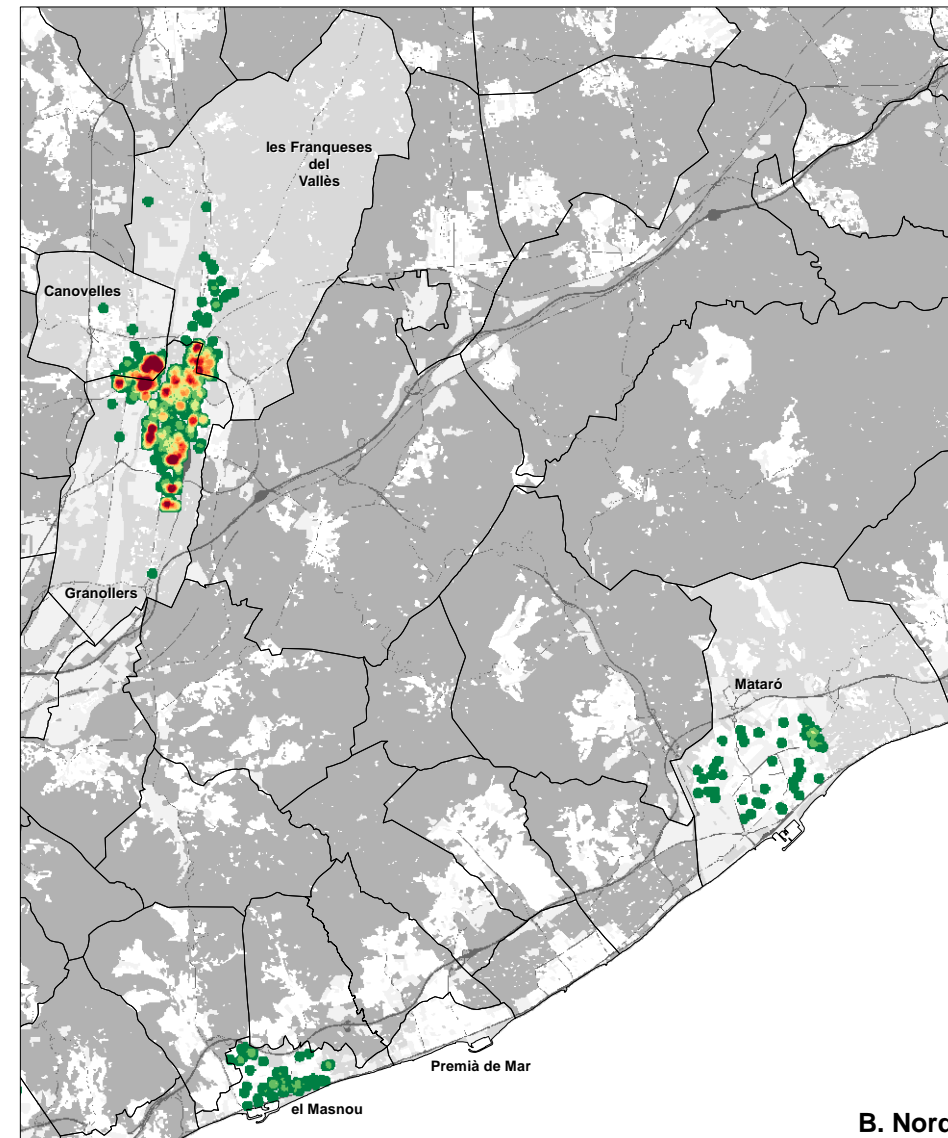 les Franqueses
del
Vallès
Canovelles
Granollers
Mataró
Premià de Mar
el Masnou
B. Nord